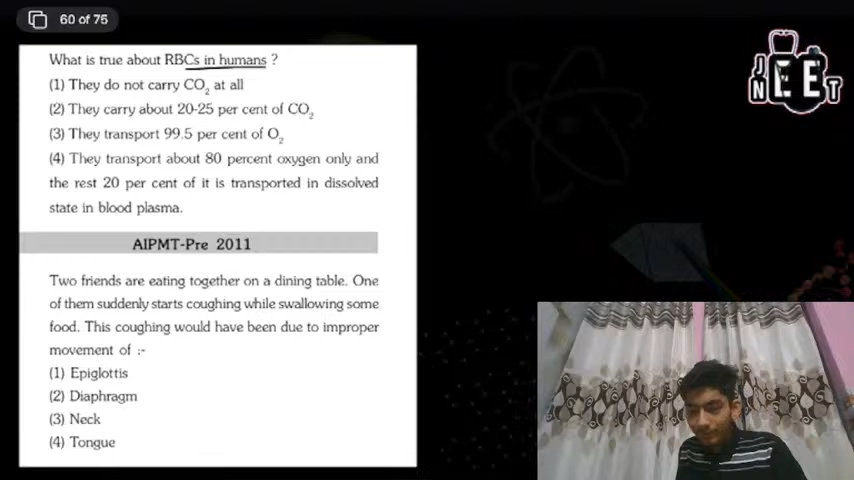 60 of 75
What is true about RBCs in humans ?
(1) They do not carry CO2 at all
(2) They carry about 20-25 per cent of CO2
(3) They transport 99.5 per cent of O2
(4) They transport about 80 percent oxygen only and
the rest 20 per cent of it is transported in dissolved
state in blood plasma.
AIPMT-Pre 2011
Two friends are eating together on a dining table. One
of them suddenly starts coughing while swallowing some
food. This coughing would have been due to improper
movement of :-
(1) Epiglottis
(2) Diaphragm
(3) Neck
(4) Tongue
J
NEET